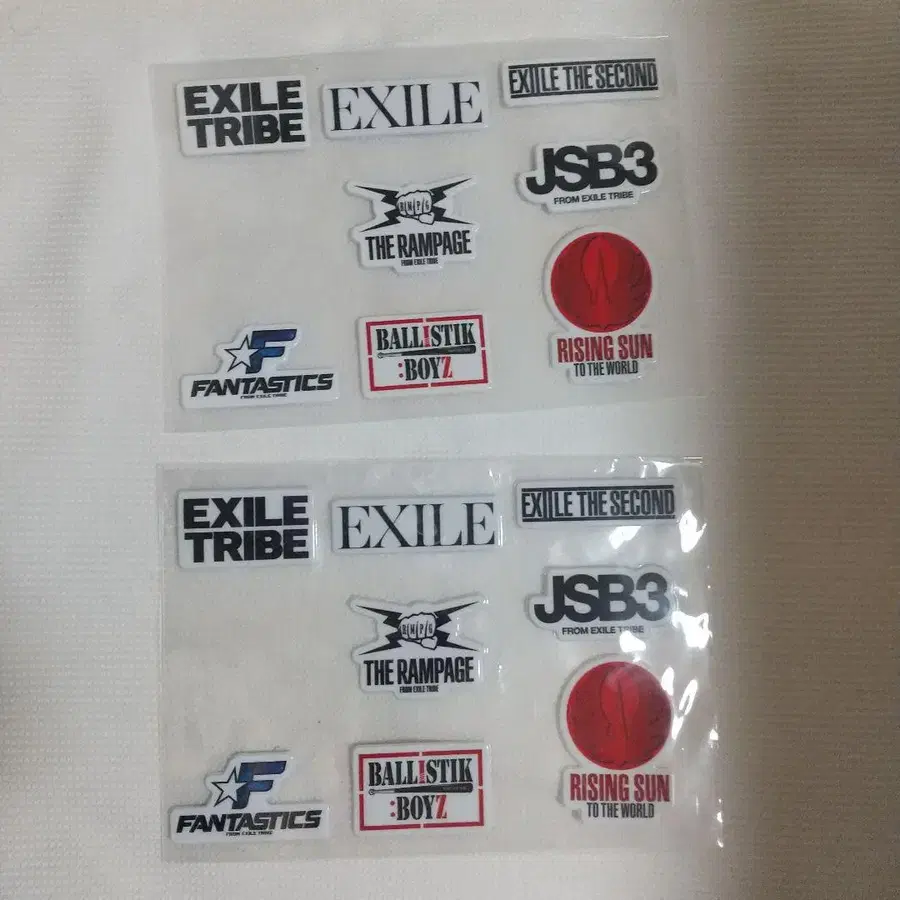 EXILE
TRIBE
EXILE
EXILE THE SECOND
RMPG
THE RAMPAGE
FROM EXILE TRIBE
JSB3
FROM EXILE TRIBE
F
FANTASTICS
FROM EXILE TRIBE
BALLISTIK
:BOYZ
RISING SUN
TO THE WORLD
EXILE
TRIBE
EXILE
EXILE THE SECOND
RMPG
THE RAMPAGE
FROM EXILE TRIBE
JSB3
FROM EXILE TRIBE
F
FANTASTICS
FROM EXILE TRIBE
BALLISTIK
:BOYZ
RISING SUN
TO THE WORLD